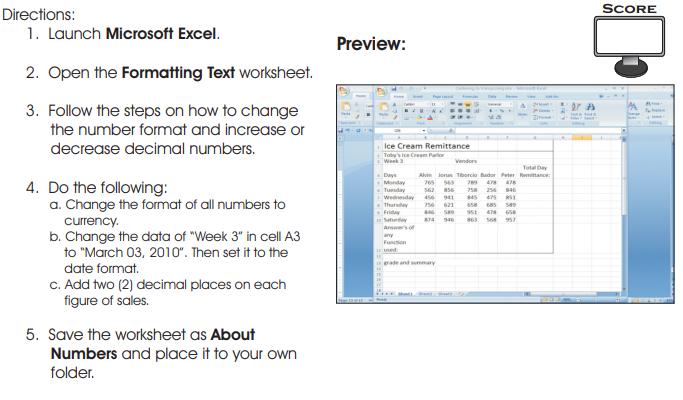 Directions:
1. Launch Microsoft Excel.
2. Open the Formatting Text worksheet.
3. Follow the steps on how to change
the number format and increase or
decrease decimal numbers.
4. Do the following:
a. Change the format of all numbers to
currency.
b. Change the data of "Week 3" in cell A3
to "March 03, 2010". Then set it to the
date format.
c. Add two (2) decimal places on each
figure of sales.
5. Save the worksheet as About
Numbers and place it to your own
folder.
Preview:
SCORE
Ice Cream Remittance
Toby's Ice Cream Parlor
Week 3 Vendors
Total Day
Days Alvin Jonas Tiborcio Bador Peter Remittance:
Monday 765 563 789 478 478
Tuesday 562 856 758 256 846
Wednesday 456 941 845 475 851
Thursday 756 621 658 685 589
Friday 846 589 951 478 658
Saturday 874 946 863 568 957
Answer's of
any
Function
used:
grade and summary